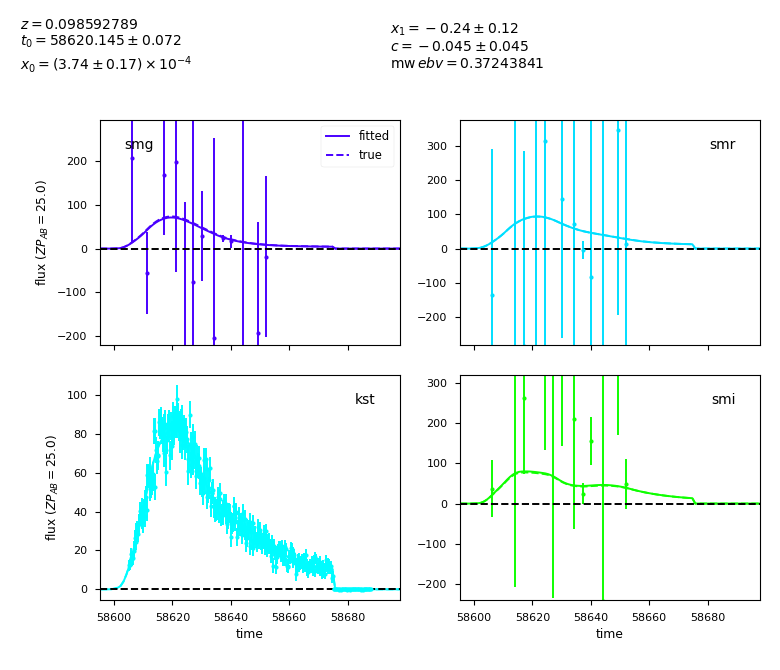 z = 0.098592789
t₀ = 58620.145 ± 0.072
x₀ = (3.74 ± 0.17) × 10⁻⁴
x₁ = −0.24 ± 0.12
c = −0.045 ± 0.045
mw ebv = 0.37243841
smg
fitted
true
200
100
0
−100
−200
flux (ZP_AB = 25.0)
smr
300
200
100
0
−100
−200
kst
100
80
60
40
20
0
flux (ZP_AB = 25.0)
58600 58620 58640 58660 58680
time
smi
300
200
100
0
−100
−200
58600 58620 58640 58660 58680
time